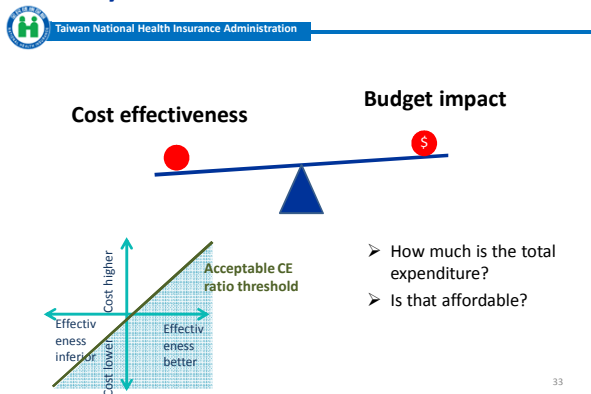 Taiwan National Health Insurance Administration
Budget impact
Cost effectiveness
$
Cost higher
Acceptable CE
ratio threshold
Effectiv
eness
inferior
Effectiv
eness
better
Cost lower
➢ How much is the total
expenditure?
➢ Is that affordable?
33